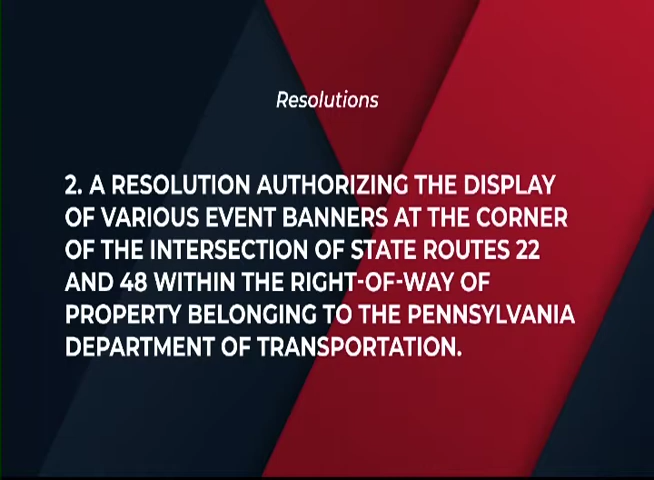 Resolutions
2. A RESOLUTION AUTHORIZING THE DISPLAY
OF VARIOUS EVENT BANNERS AT THE CORNER
OF THE INTERSECTION OF STATE ROUTES 22
AND 48 WITHIN THE RIGHT-OF-WAY OF
PROPERTY BELONGING TO THE PENNSYLVANIA
DEPARTMENT OF TRANSPORTATION.